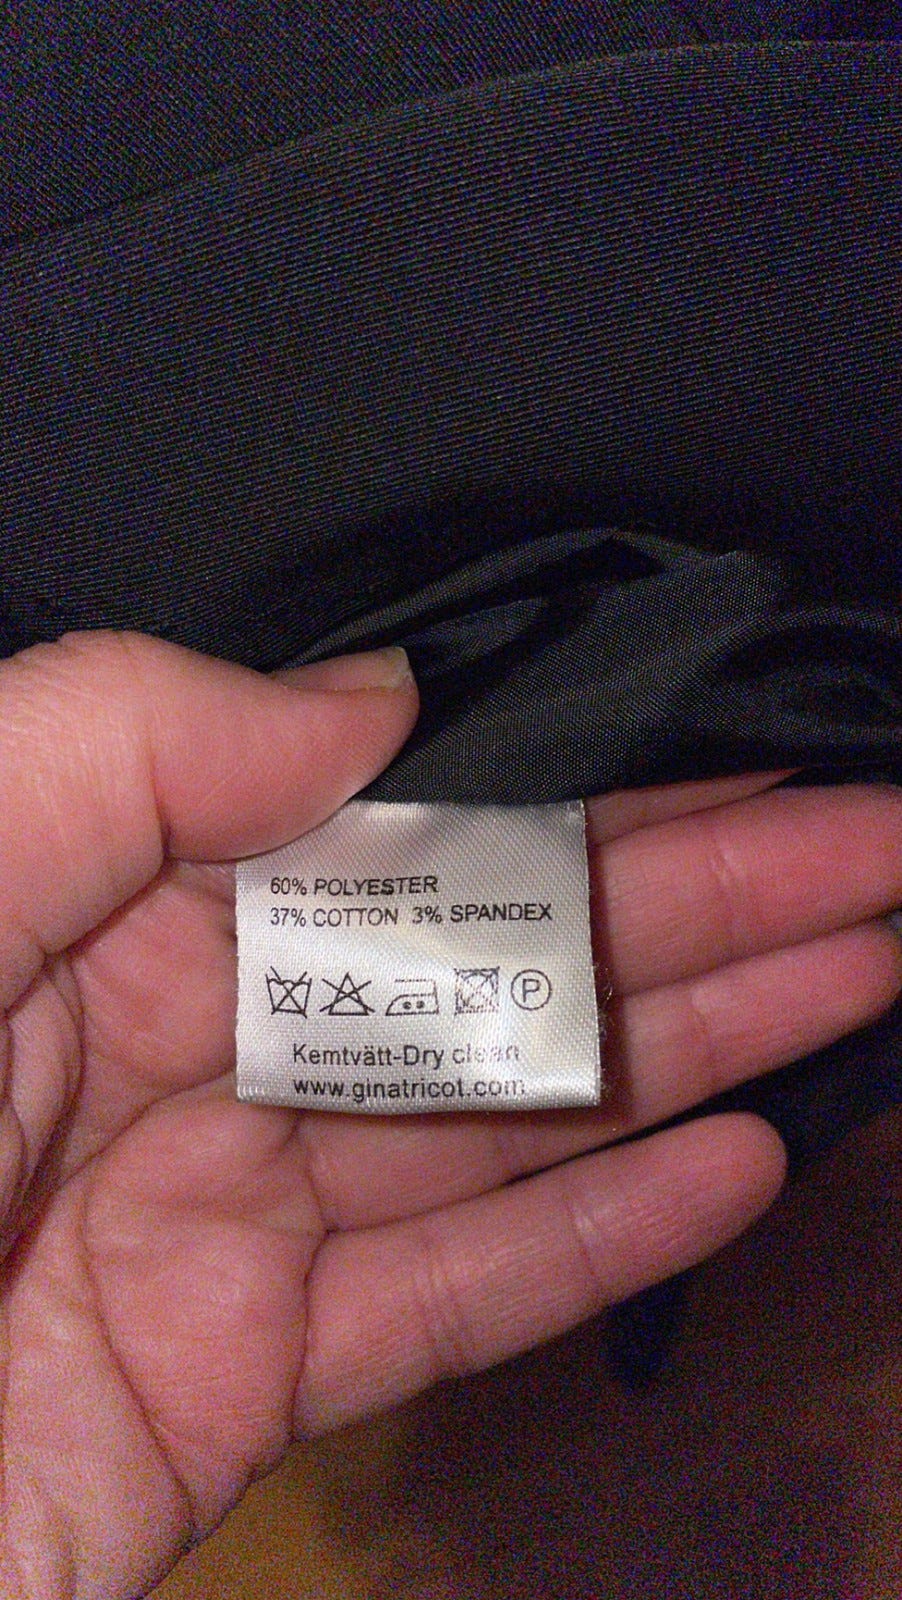 60% POLYESTER
37% COTTON 3% SPANDEX
P
Kemtvätt-Dry clean
www.ginatricot.com